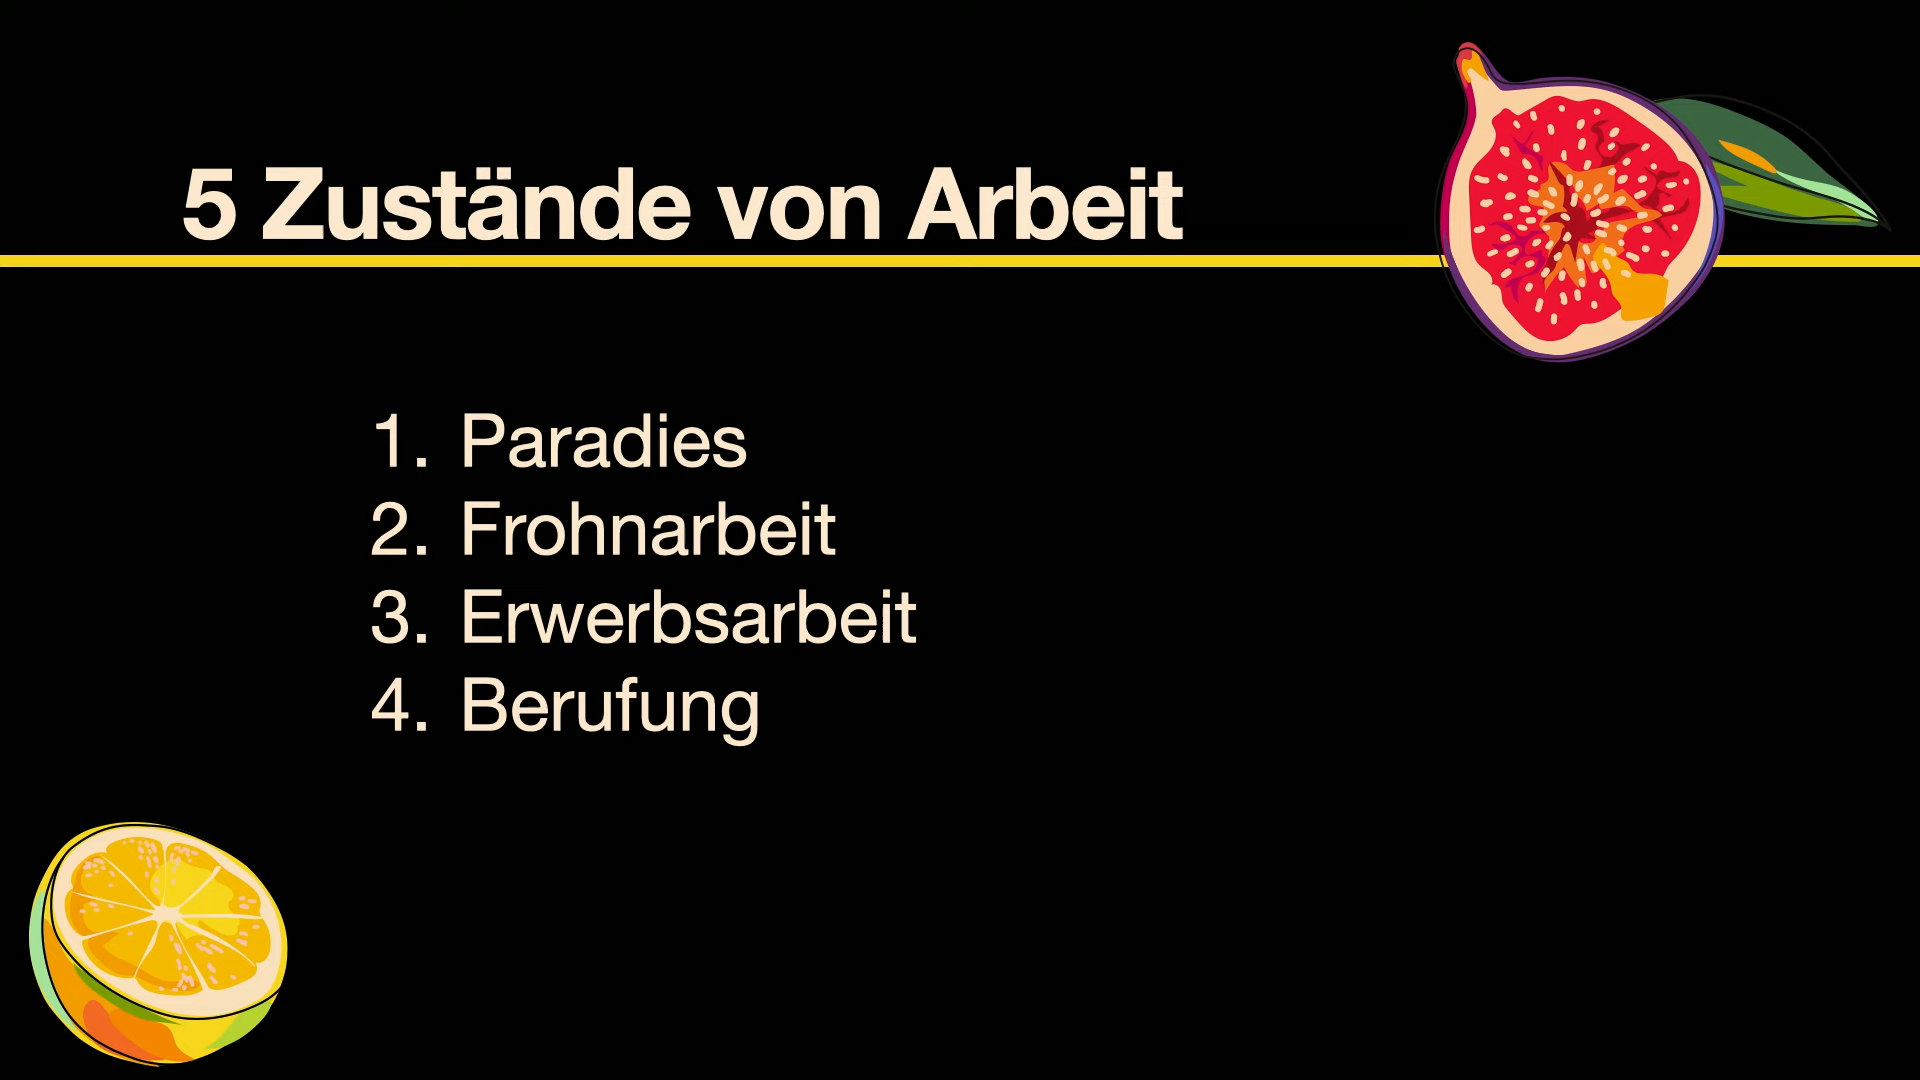 5 Zustände von Arbeit
1. Paradies
2. Frohnarbeit
3. Erwerbsarbeit
4. Berufung